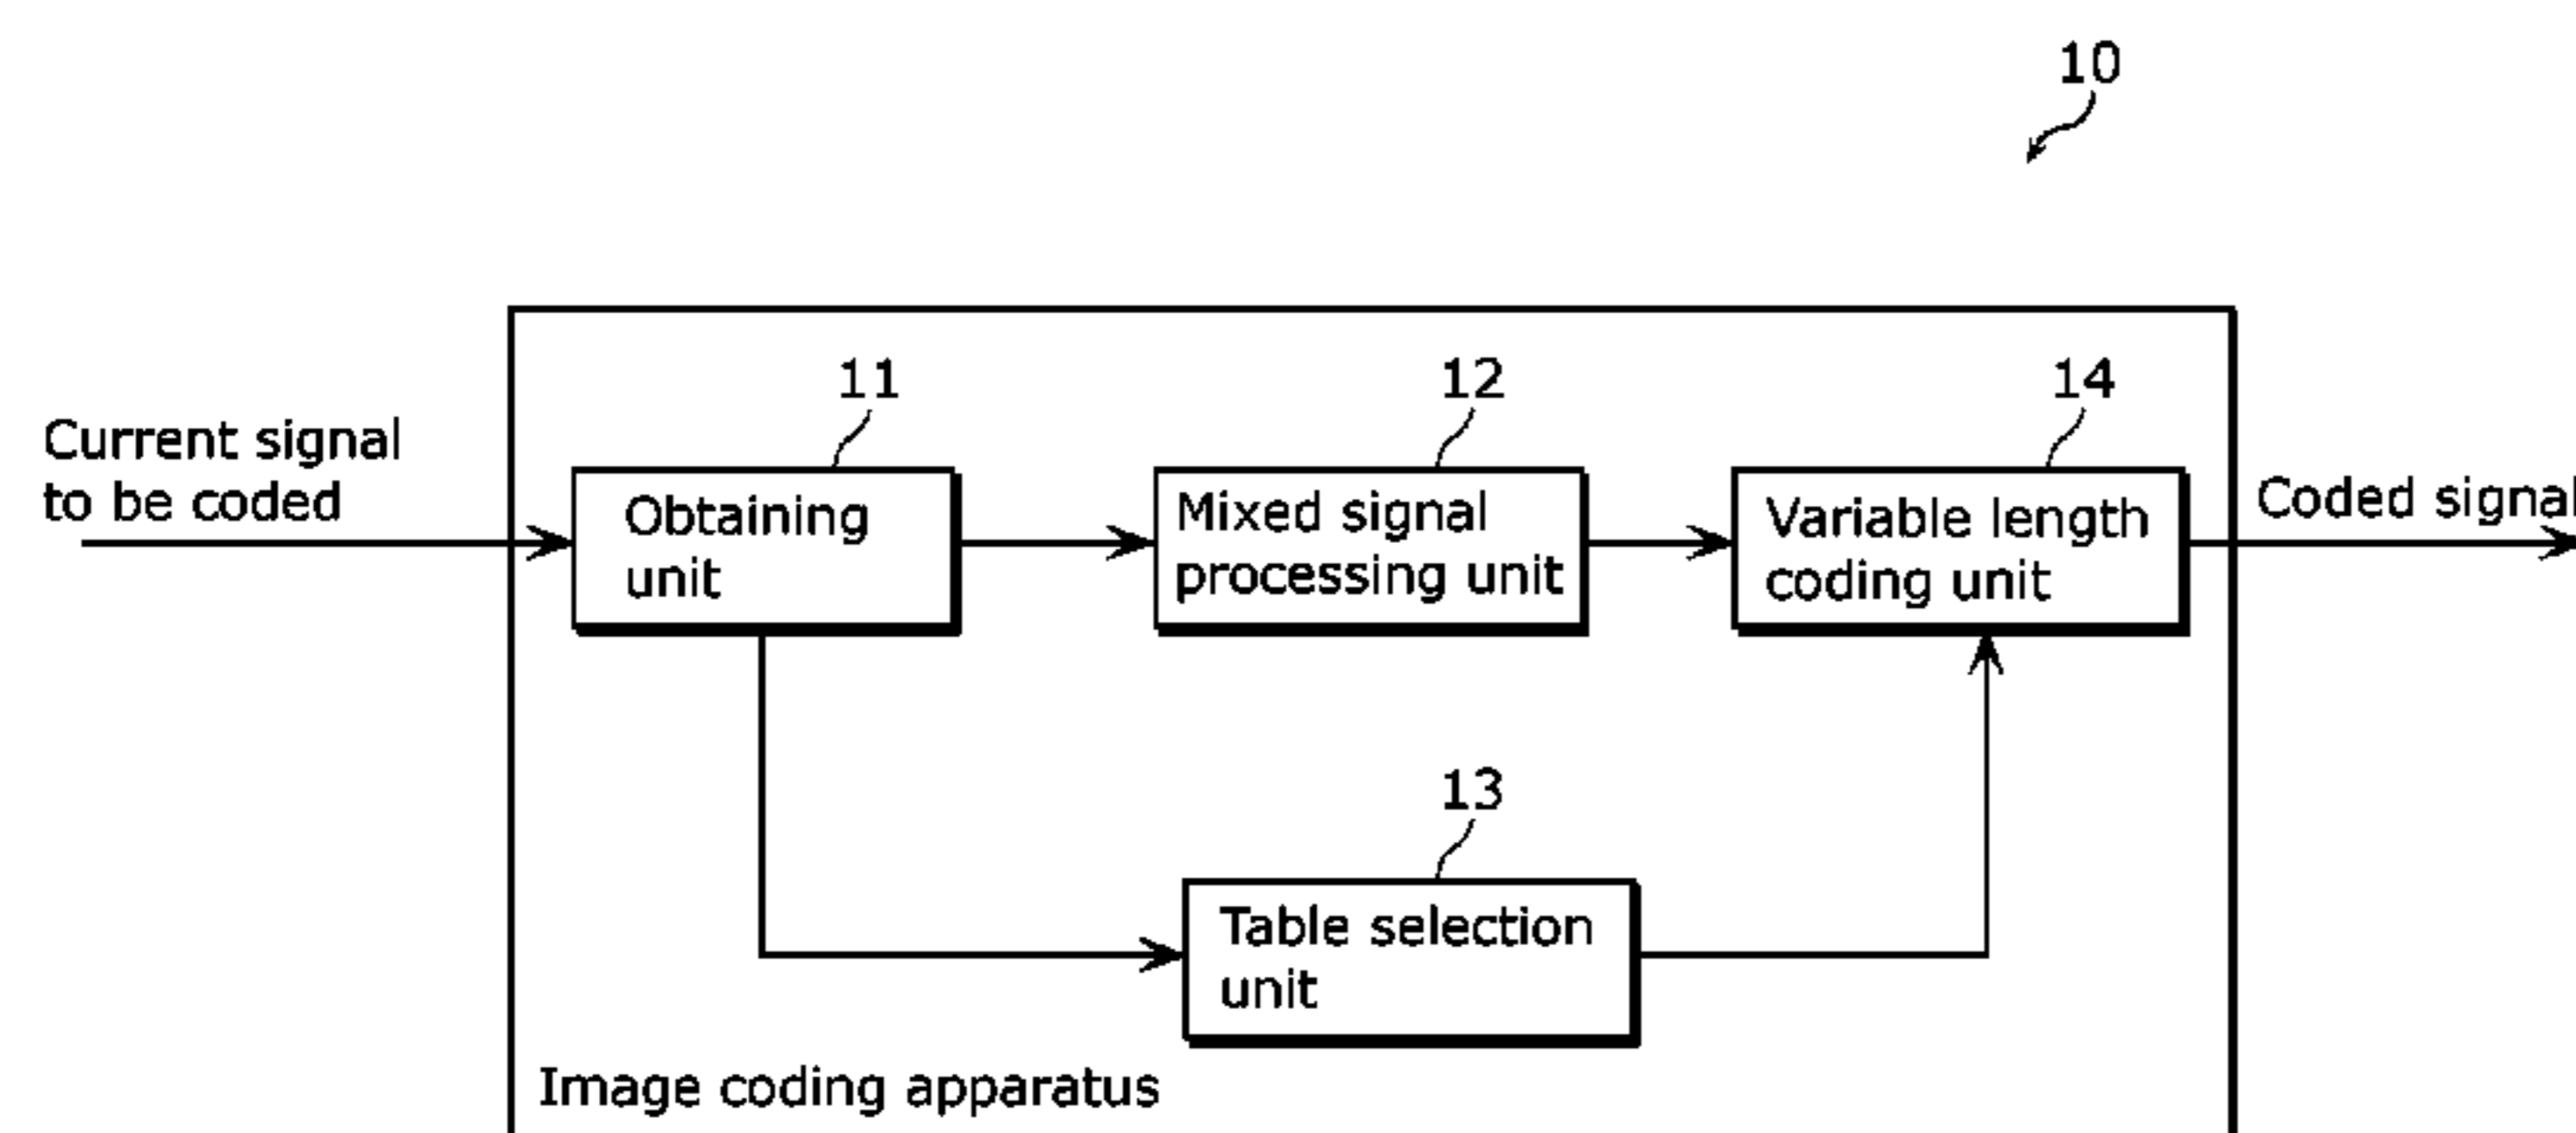 10
11
12
14
Current signal
to be coded
Obtaining
unit
Mixed signal
processing unit
Variable length
coding unit
Coded signal
13
Table selection
unit
Image coding apparatus